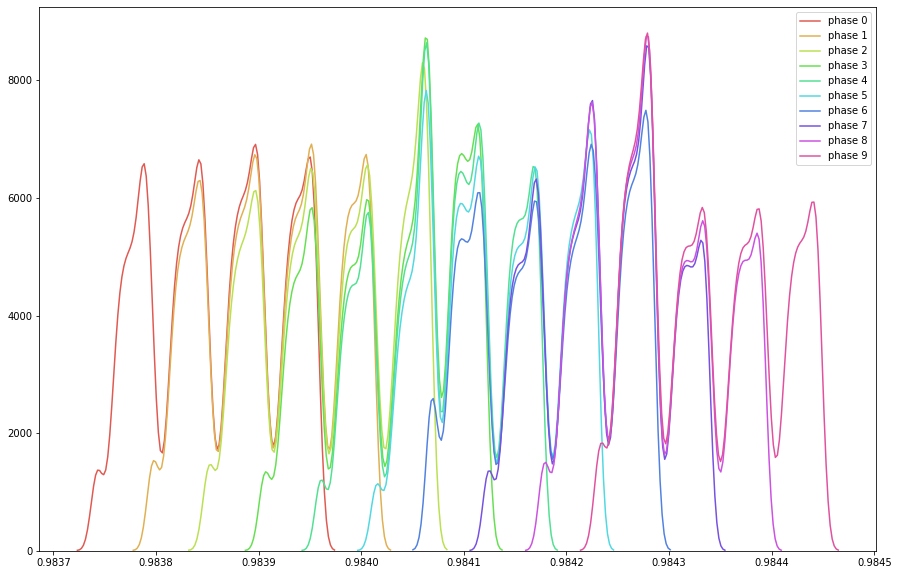 8000
6000
4000
2000
0
0.9837
0.9838
0.9839
0.9840
0.9841
0.9842
0.9843
0.9844
0.9845
phase 0
phase 1
phase 2
phase 3
phase 4
phase 5
phase 6
phase 7
phase 8
phase 9